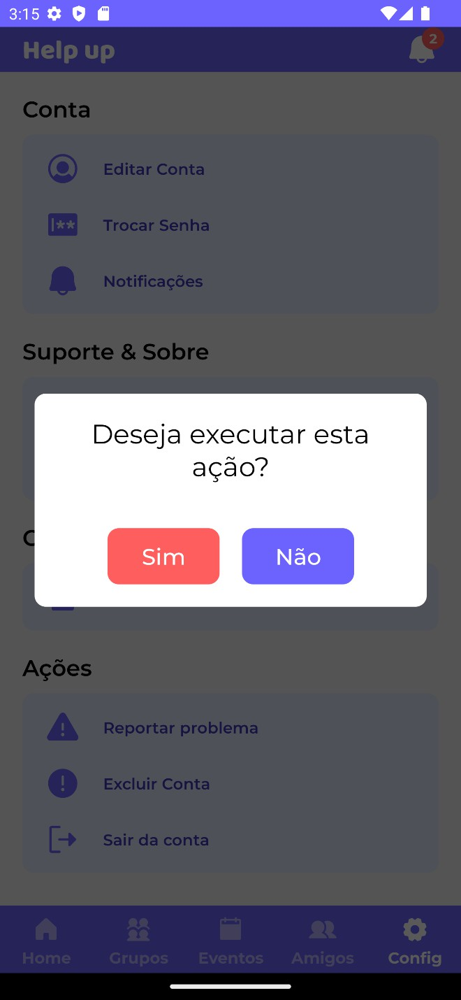 3:15
Help up
2
Conta
Editar Conta
Trocar Senha
Notificações
Suporte & Sobre
Deseja executar esta
ação?
Sim
Não
Ações
Reportar problema
Excluir Conta
Sair da conta
Home
Grupos
Eventos
Amigos
Config